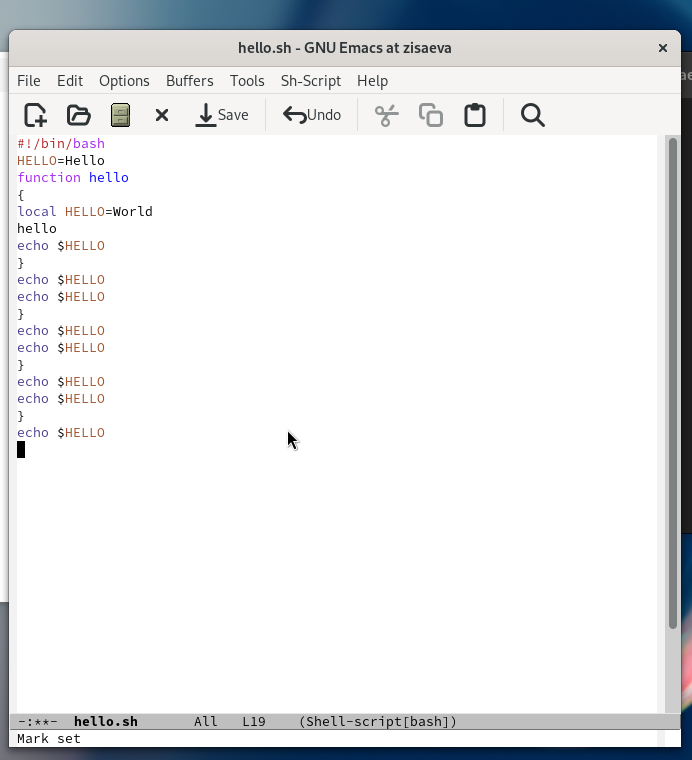 hello.sh - GNU Emacs at zisaeva
File Edit Options Buffers Tools Sh-Script Help
Save Undo
#!/bin/bash
HELLO=Hello
function hello
{
local HELLO=World
hello
echo $HELLO
}
echo $HELLO
echo $HELLO
}
echo $HELLO
echo $HELLO
}
echo $HELLO
echo $HELLO
}
echo $HELLO
-:**- hello.sh All L19 (Shell-script[bash])
Mark set